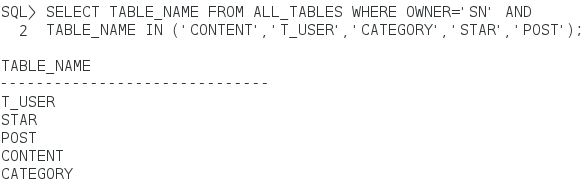 SQL> SELECT TABLE_NAME FROM ALL_TABLES WHERE OWNER='SN' AND
2 TABLE_NAME IN ('CONTENT','T_USER','CATEGORY','STAR','POST');
TABLE_NAME
------------------------------
T_USER
STAR
POST
CONTENT
CATEGORY